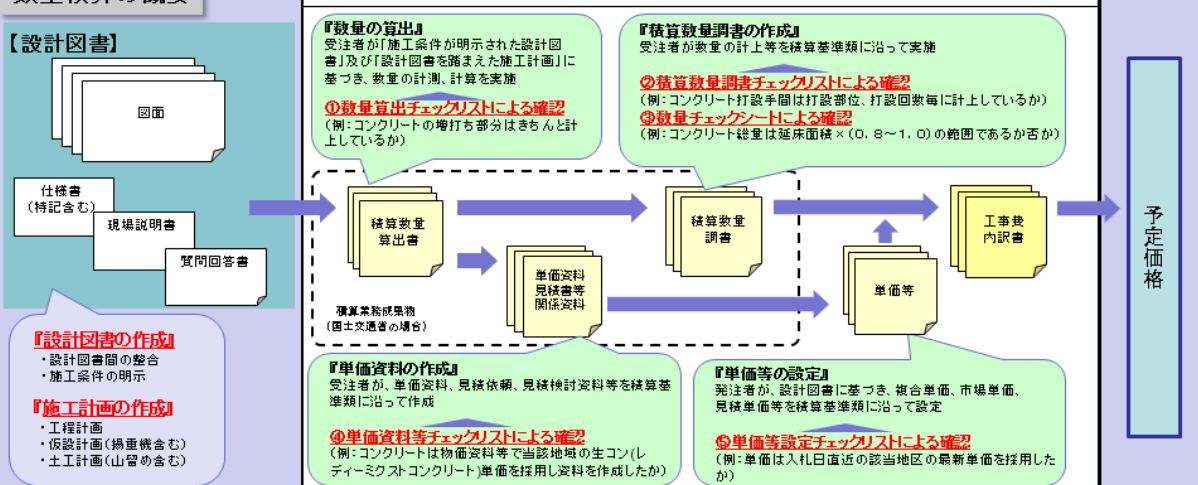 【設計図書】
図面
仕様書
(特記含む)
現場説明書
質問回答書
『設計図書の作成』
・設計図書間の整合
・施工条件の明示
『施工計画の作成』
・工程計画
・仮設計画(揚重機含む)
・土工計画(山留め含む)
『数量の算出』
受注者が「施工条件が明示された設計図
書」及び「設計図書を踏まえた施工計画」に
基づき、数量の計測、計算を実施
①数量算出チェックリストによる確認
(例:コンクリートの増打ち部分はきちんと計
上しているか)
『積算数量調書の作成』
受注者が数量の計上等を積算基準類に沿って実施
②積算数量調書チェックリストによる確認
(例:コンクリート打設手間は打設部位、打設回数毎に計上しているか)
③数量チェックシートによる確認
(例:コンクリート総量は延床面積×(0.8~1.0)の範囲であるか否か)
積算数量
算出書
積算数量
調書
工事費
内訳書
単価資料
見積書等
関係資料
単価等
積算業務成果物
(国土交通省の場合)
『単価資料の作成』
受注者が、単価資料、見積依頼、見積検討資料等を積算基
準類に沿って作成
④単価資料等チェックリストによる確認
(例:コンクリートは物価資料等で当該地域の生コン(レ
ディーミクストコンクリート)単価を採用し資料を作成したか)
『単価等の設定』
発注者が、設計図書に基づき、複合単価、市場単価、
見積単価等を積算基準類に沿って設定
⑤単価等設定チェックリストによる確認
(例:単価は入札日直近の該当地区の最新単価を採用した
か)
予定価格